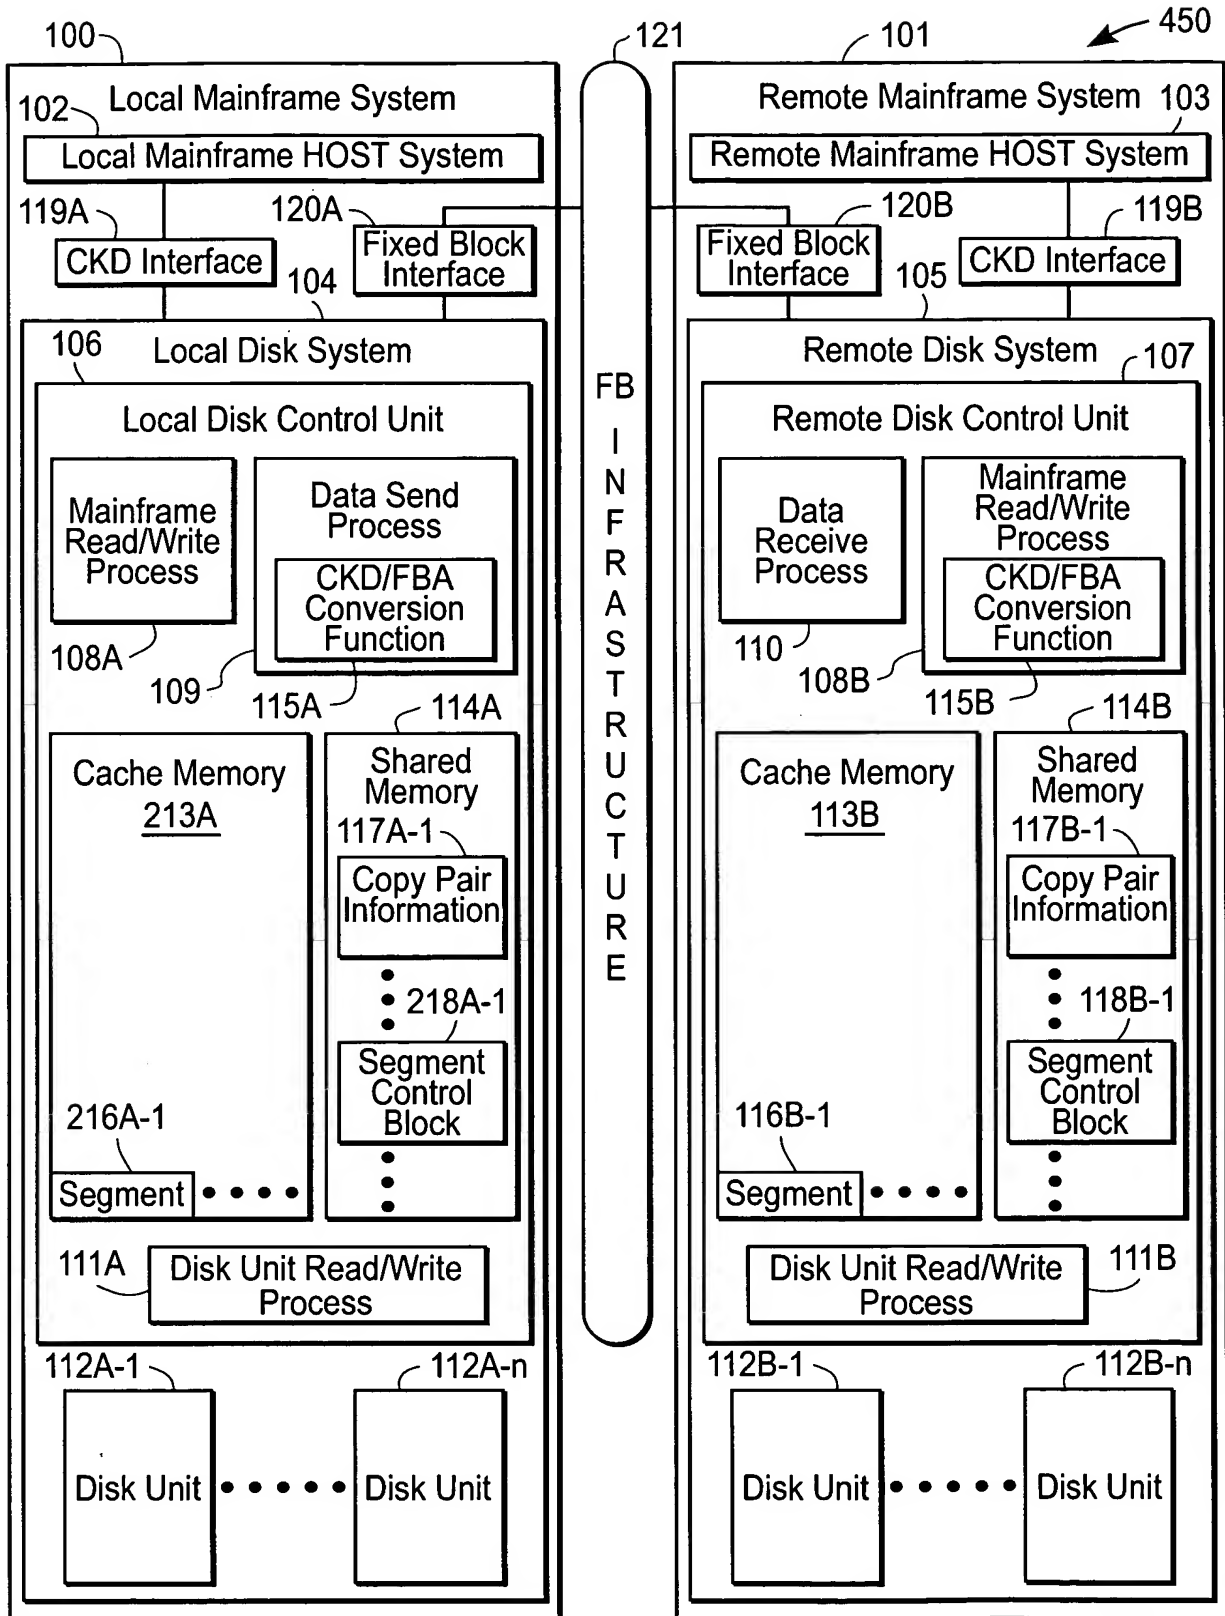 450
100
121
101
Local Mainframe System
102
Local Mainframe HOST System
119A
CKD Interface
120A
Fixed Block
Interface
104
Local Disk System
106
Local Disk Control Unit
Mainframe
Read/Write
Process
108A
Data Send
Process
CKD/FBA
Conversion
Function
109
115A
114A
Cache Memory
213A
Shared
Memory
117A-1
Copy Pair
Information
218A-1
Segment
Control
Block
216A-1
Segment
111A
Disk Unit Read/Write
Process
112A-1
112A-n
Disk Unit
Disk Unit
FB
INFRASTRUCTURE
Remote Mainframe System
103
Remote Mainframe HOST System
120B
Fixed Block
Interface
119B
CKD Interface
105
Remote Disk System
107
Remote Disk Control Unit
Data
Receive
Process
110
Mainframe
Read/Write
Process
CKD/FBA
Conversion
Function
108B
115B
114B
Cache Memory
113B
Shared
Memory
117B-1
Copy Pair
Information
118B-1
Segment
Control
Block
116B-1
Segment
Disk Unit Read/Write
Process
111B
112B-1
112B-n
Disk Unit
Disk Unit